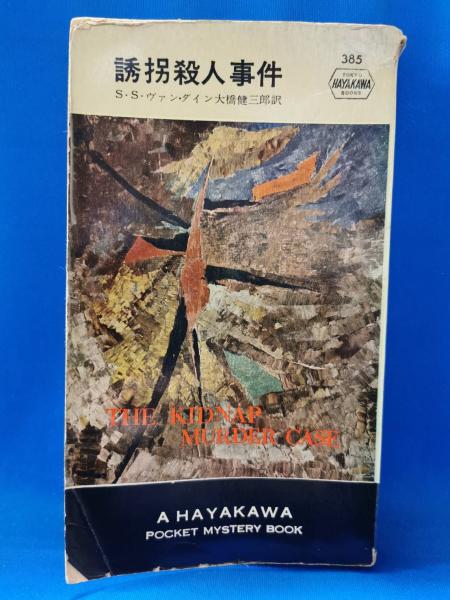 誘拐殺人事件
S・S・ヴァン・ダイン 大橋健三郎訳
385
TOKYO
HAYAKAWA
BOOKS
THE KIDNAP
MURDER CASE
A HAYAKAWA
POCKET MYSTERY BOOK